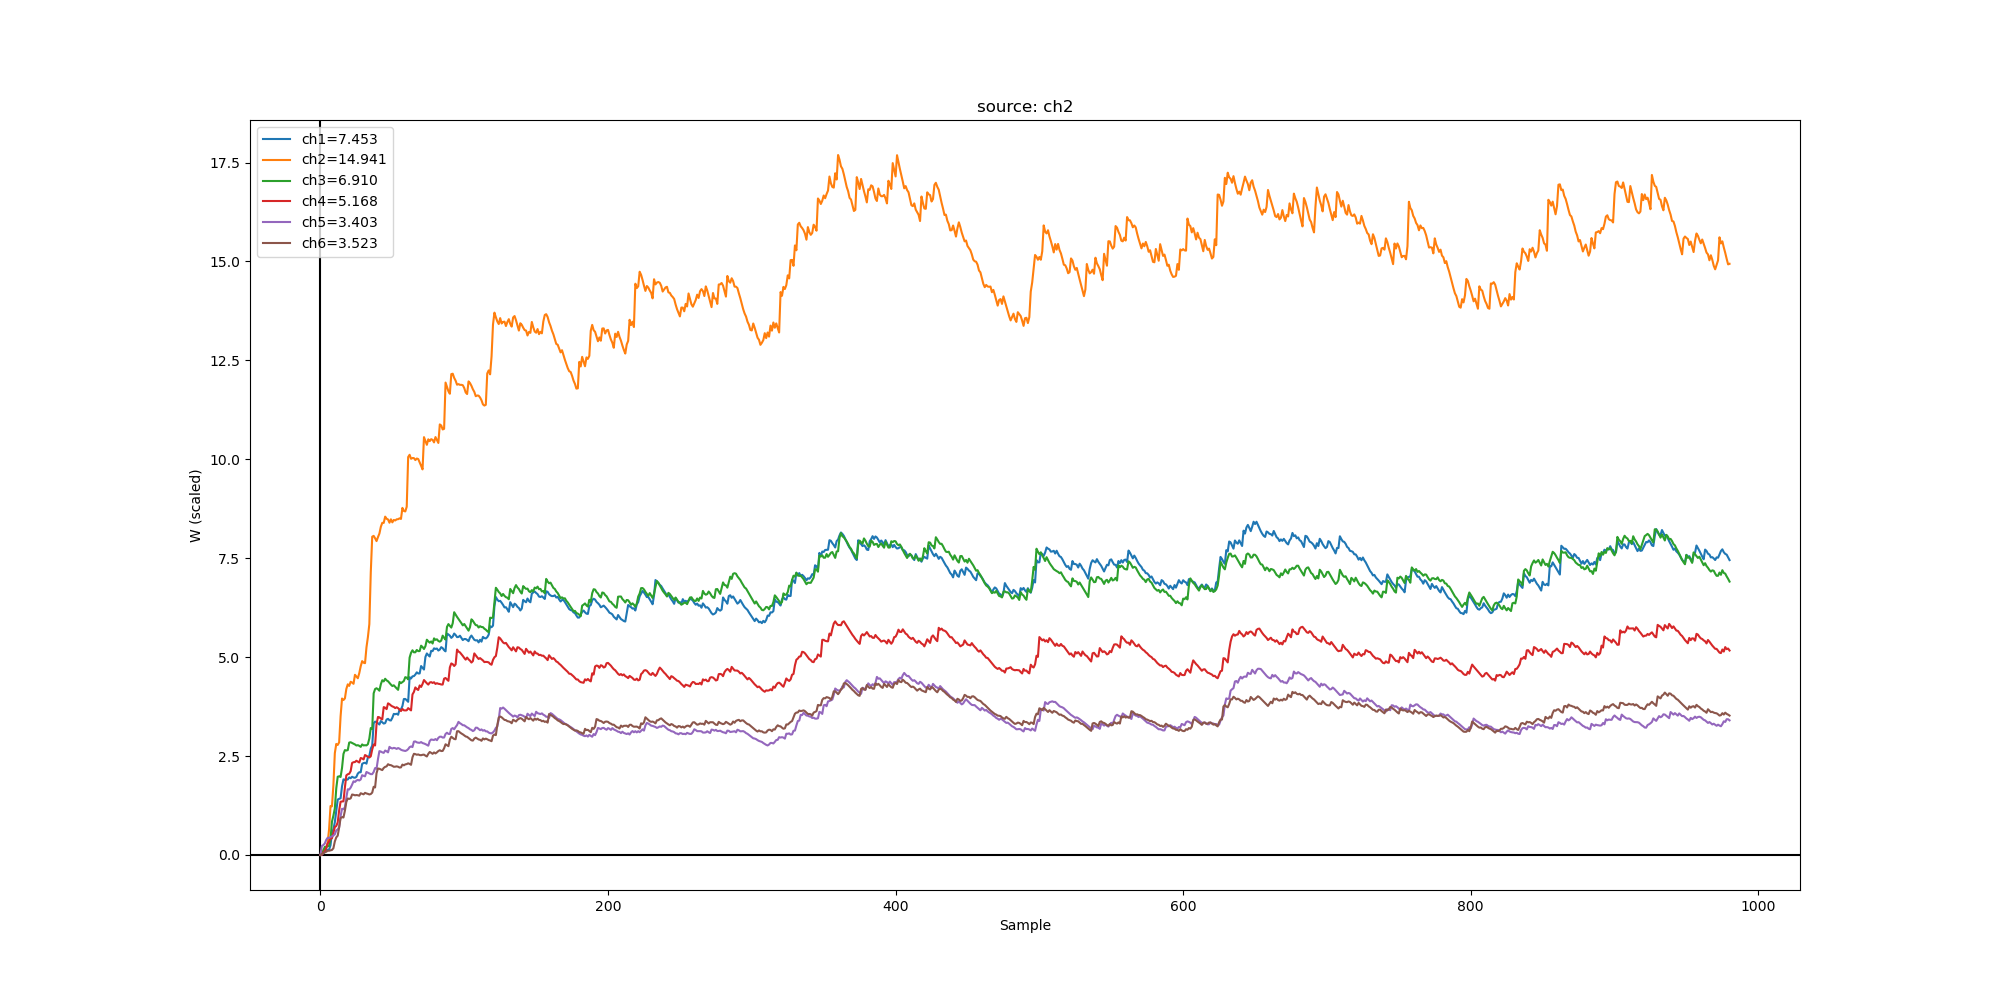 source: ch2
ch1=7.453
ch2=14.941
ch3=6.910
ch4=5.168
ch5=3.403
ch6=3.523
W (scaled)
17.5
15.0
12.5
10.0
7.5
5.0
2.5
0.0
0 200 400 600 800 1000
Sample